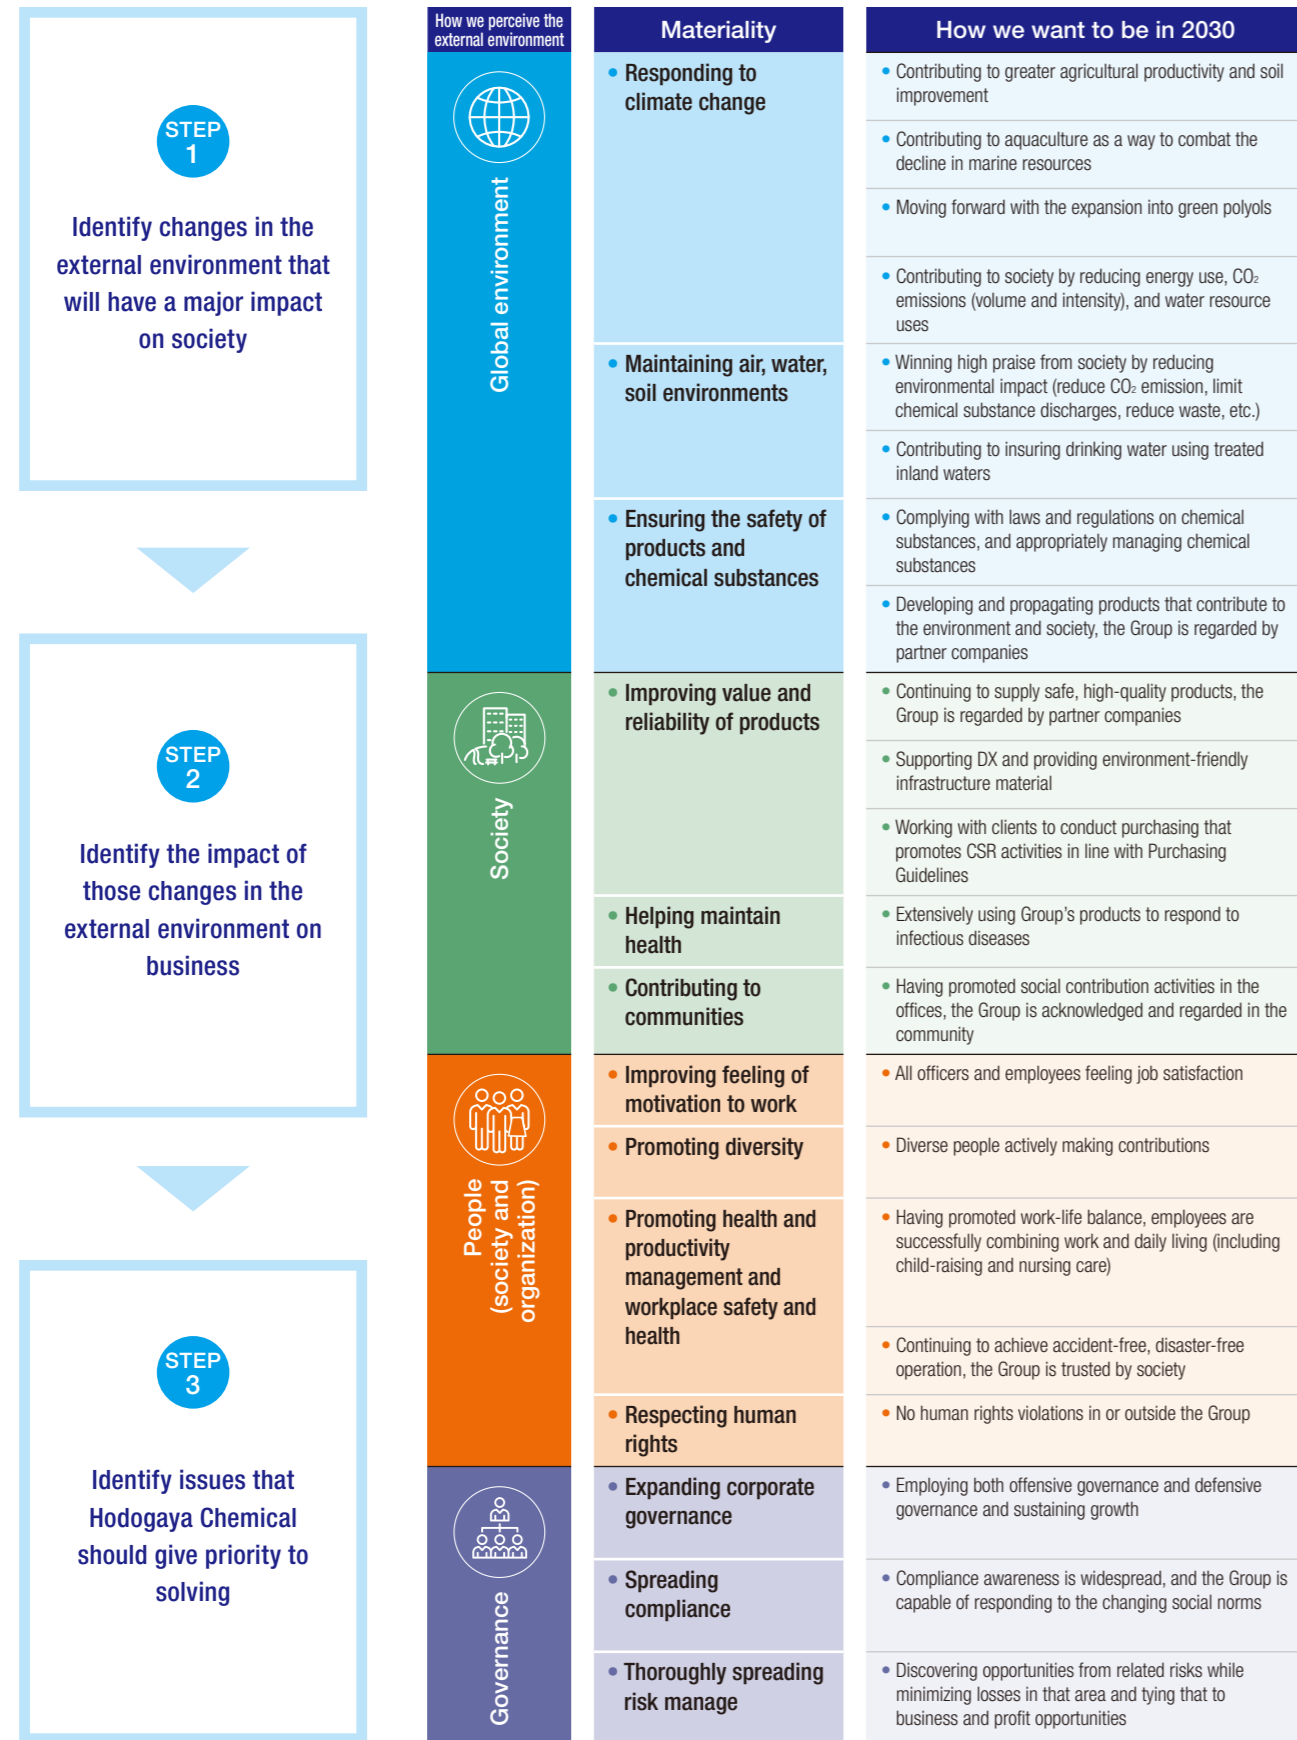 STEP
1
Identify changes in the
external environment that
will have a major impact
on society
STEP
2
Identify the impact of
those changes in the
external environment on
business
STEP
3
Identify issues that
Hodogaya Chemical
should give priority to
solving
How we perceive the
external environment
Materiality
How we want to be in 2030
Global environment
• Responding to
climate change
• Contributing to greater agricultural productivity and soil
improvement
• Contributing to aquaculture as a way to combat the
decline in marine resources
• Moving forward with the expansion into green polyols
• Contributing to society by reducing energy use, CO₂
emissions (volume and intensity), and water resource
uses
• Maintaining air, water,
soil environments
• Winning high praise from society by reducing
environmental impact (reduce CO₂ emission, limit
chemical substance discharges, reduce waste, etc.)
• Contributing to insuring drinking water using treated
inland waters
• Ensuring the safety of
products and
chemical substances
• Complying with laws and regulations on chemical
substances, and appropriately managing chemical
substances
• Developing and propagating products that contribute to
the environment and society, the Group is regarded by
partner companies
Society
• Improving value and
reliability of products
• Continuing to supply safe, high-quality products, the
Group is regarded by partner companies
• Supporting DX and providing environment-friendly
infrastructure material
• Working with clients to conduct purchasing that
promotes CSR activities in line with Purchasing
Guidelines
• Helping maintain
health
• Extensively using Group's products to respond to
infectious diseases
• Contributing to
communities
• Having promoted social contribution activities in the
offices, the Group is acknowledged and regarded in the
community
People
(society and
organization)
• Improving feeling of
motivation to work
• All officers and employees feeling job satisfaction
• Promoting diversity
• Diverse people actively making contributions
• Promoting health and
productivity
management and
workplace safety and
health
• Having promoted work-life balance, employees are
successfully combining work and daily living (including
child-raising and nursing care)
• Continuing to achieve accident-free, disaster-free
operation, the Group is trusted by society
• Respecting human
rights
• No human rights violations in or outside the Group
Governance
• Expanding corporate
governance
• Employing both offensive governance and defensive
governance and sustaining growth
• Spreading
compliance
• Compliance awareness is widespread, and the Group is
capable of responding to the changing social norms
• Thoroughly spreading
risk manage
• Discovering opportunities from related risks while
minimizing losses in that area and tying that to
business and profit opportunities